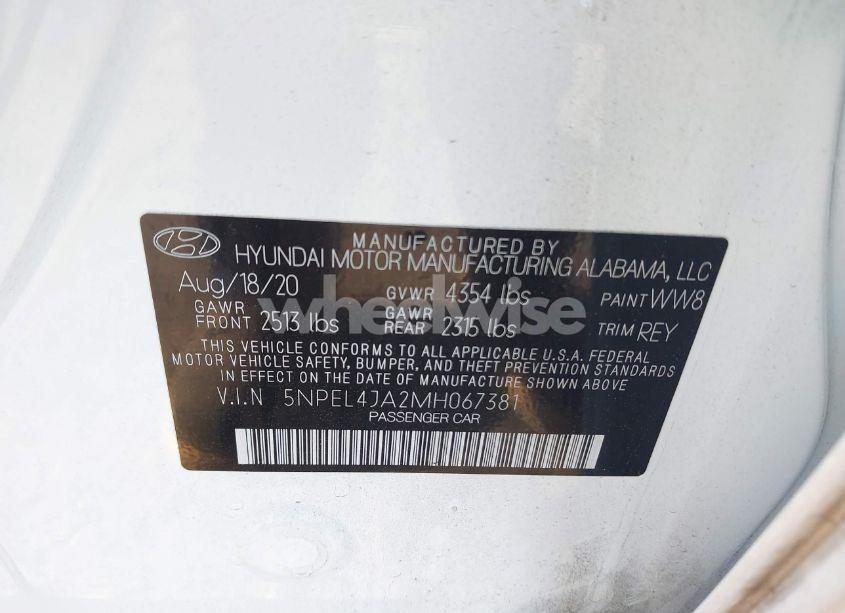 MANUFACTURED BY
HYUNDAI MOTOR MANUFACTURING ALABAMA, LLC
Aug/18/20 GVWR 4354 lbs PAINT WW8
GAWR FRONT 2513 lbs GAWR REAR 2315 lbs TRIM REY
THIS VEHICLE CONFORMS TO ALL APPLICABLE U.S.A. FEDERAL
MOTOR VEHICLE SAFETY, BUMPER, AND THEFT PREVENTION STANDARDS
IN EFFECT ON THE DATE OF MANUFACTURE SHOWN ABOVE
V.I.N 5NPEL4JA2MH067381
PASSENGER CAR
wheelwise